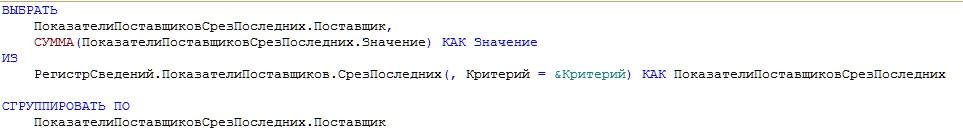 ВЫБРАТЬ
ПоказателиПоставщиковСрезПоследних.Поставщик,
СУММА(ПоказателиПоставщиковСрезПоследних.Значение) КАК Значение
ИЗ
РегистрСведений.ПоказателиПоставщиков.СрезПоследних(, Критерий = &Критерий) КАК ПоказателиПоставщиковСрезПоследних
СГРУППИРОВАТЬ ПО
ПоказателиПоставщиковСрезПоследних.Поставщик